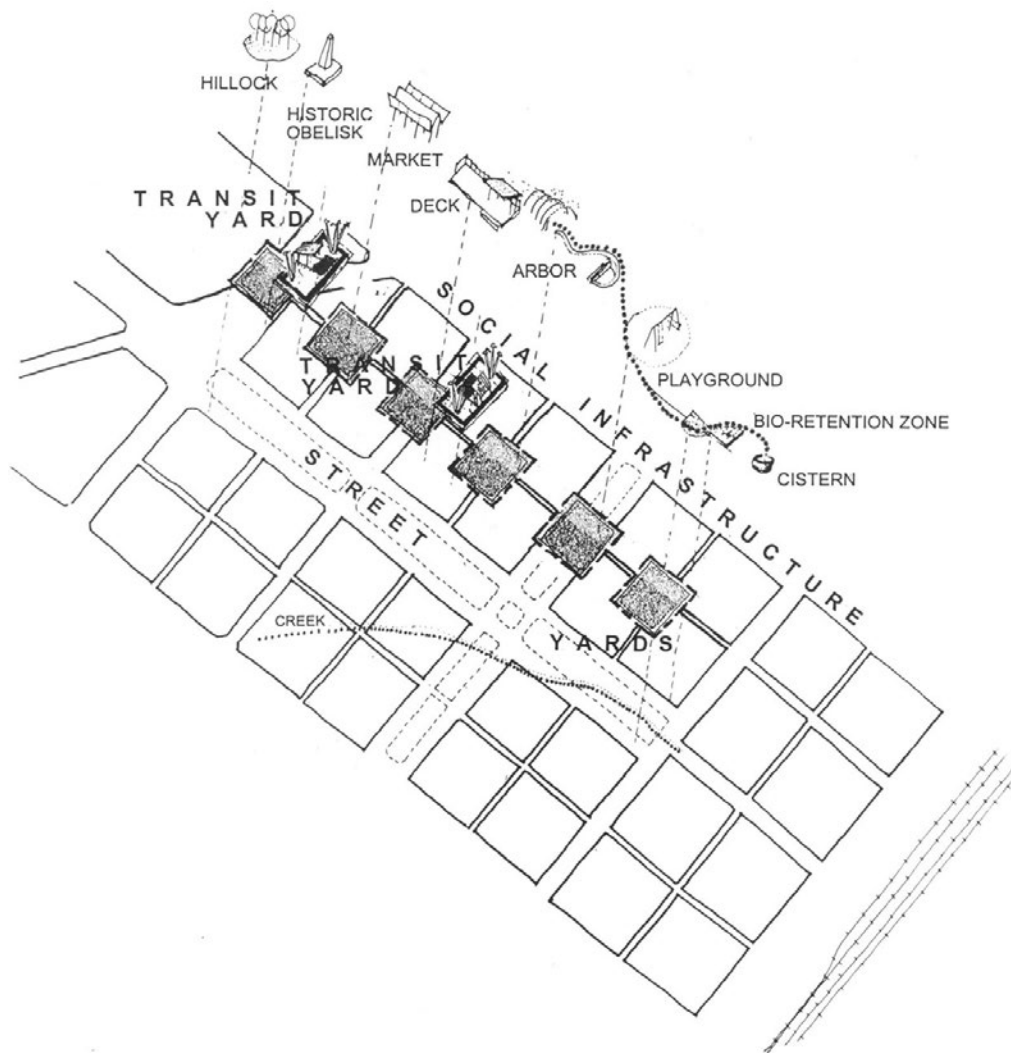 HILLOCK
HISTORIC
OBELISK
MARKET
TRANSIT
YARD
DECK
ARBOR
SOCIAL INFRASTRUCTURE
TRANSIT
YARD
PLAYGROUND
BIO-RETENTION ZONE
CISTERN
STREET
CREEK
YARDS